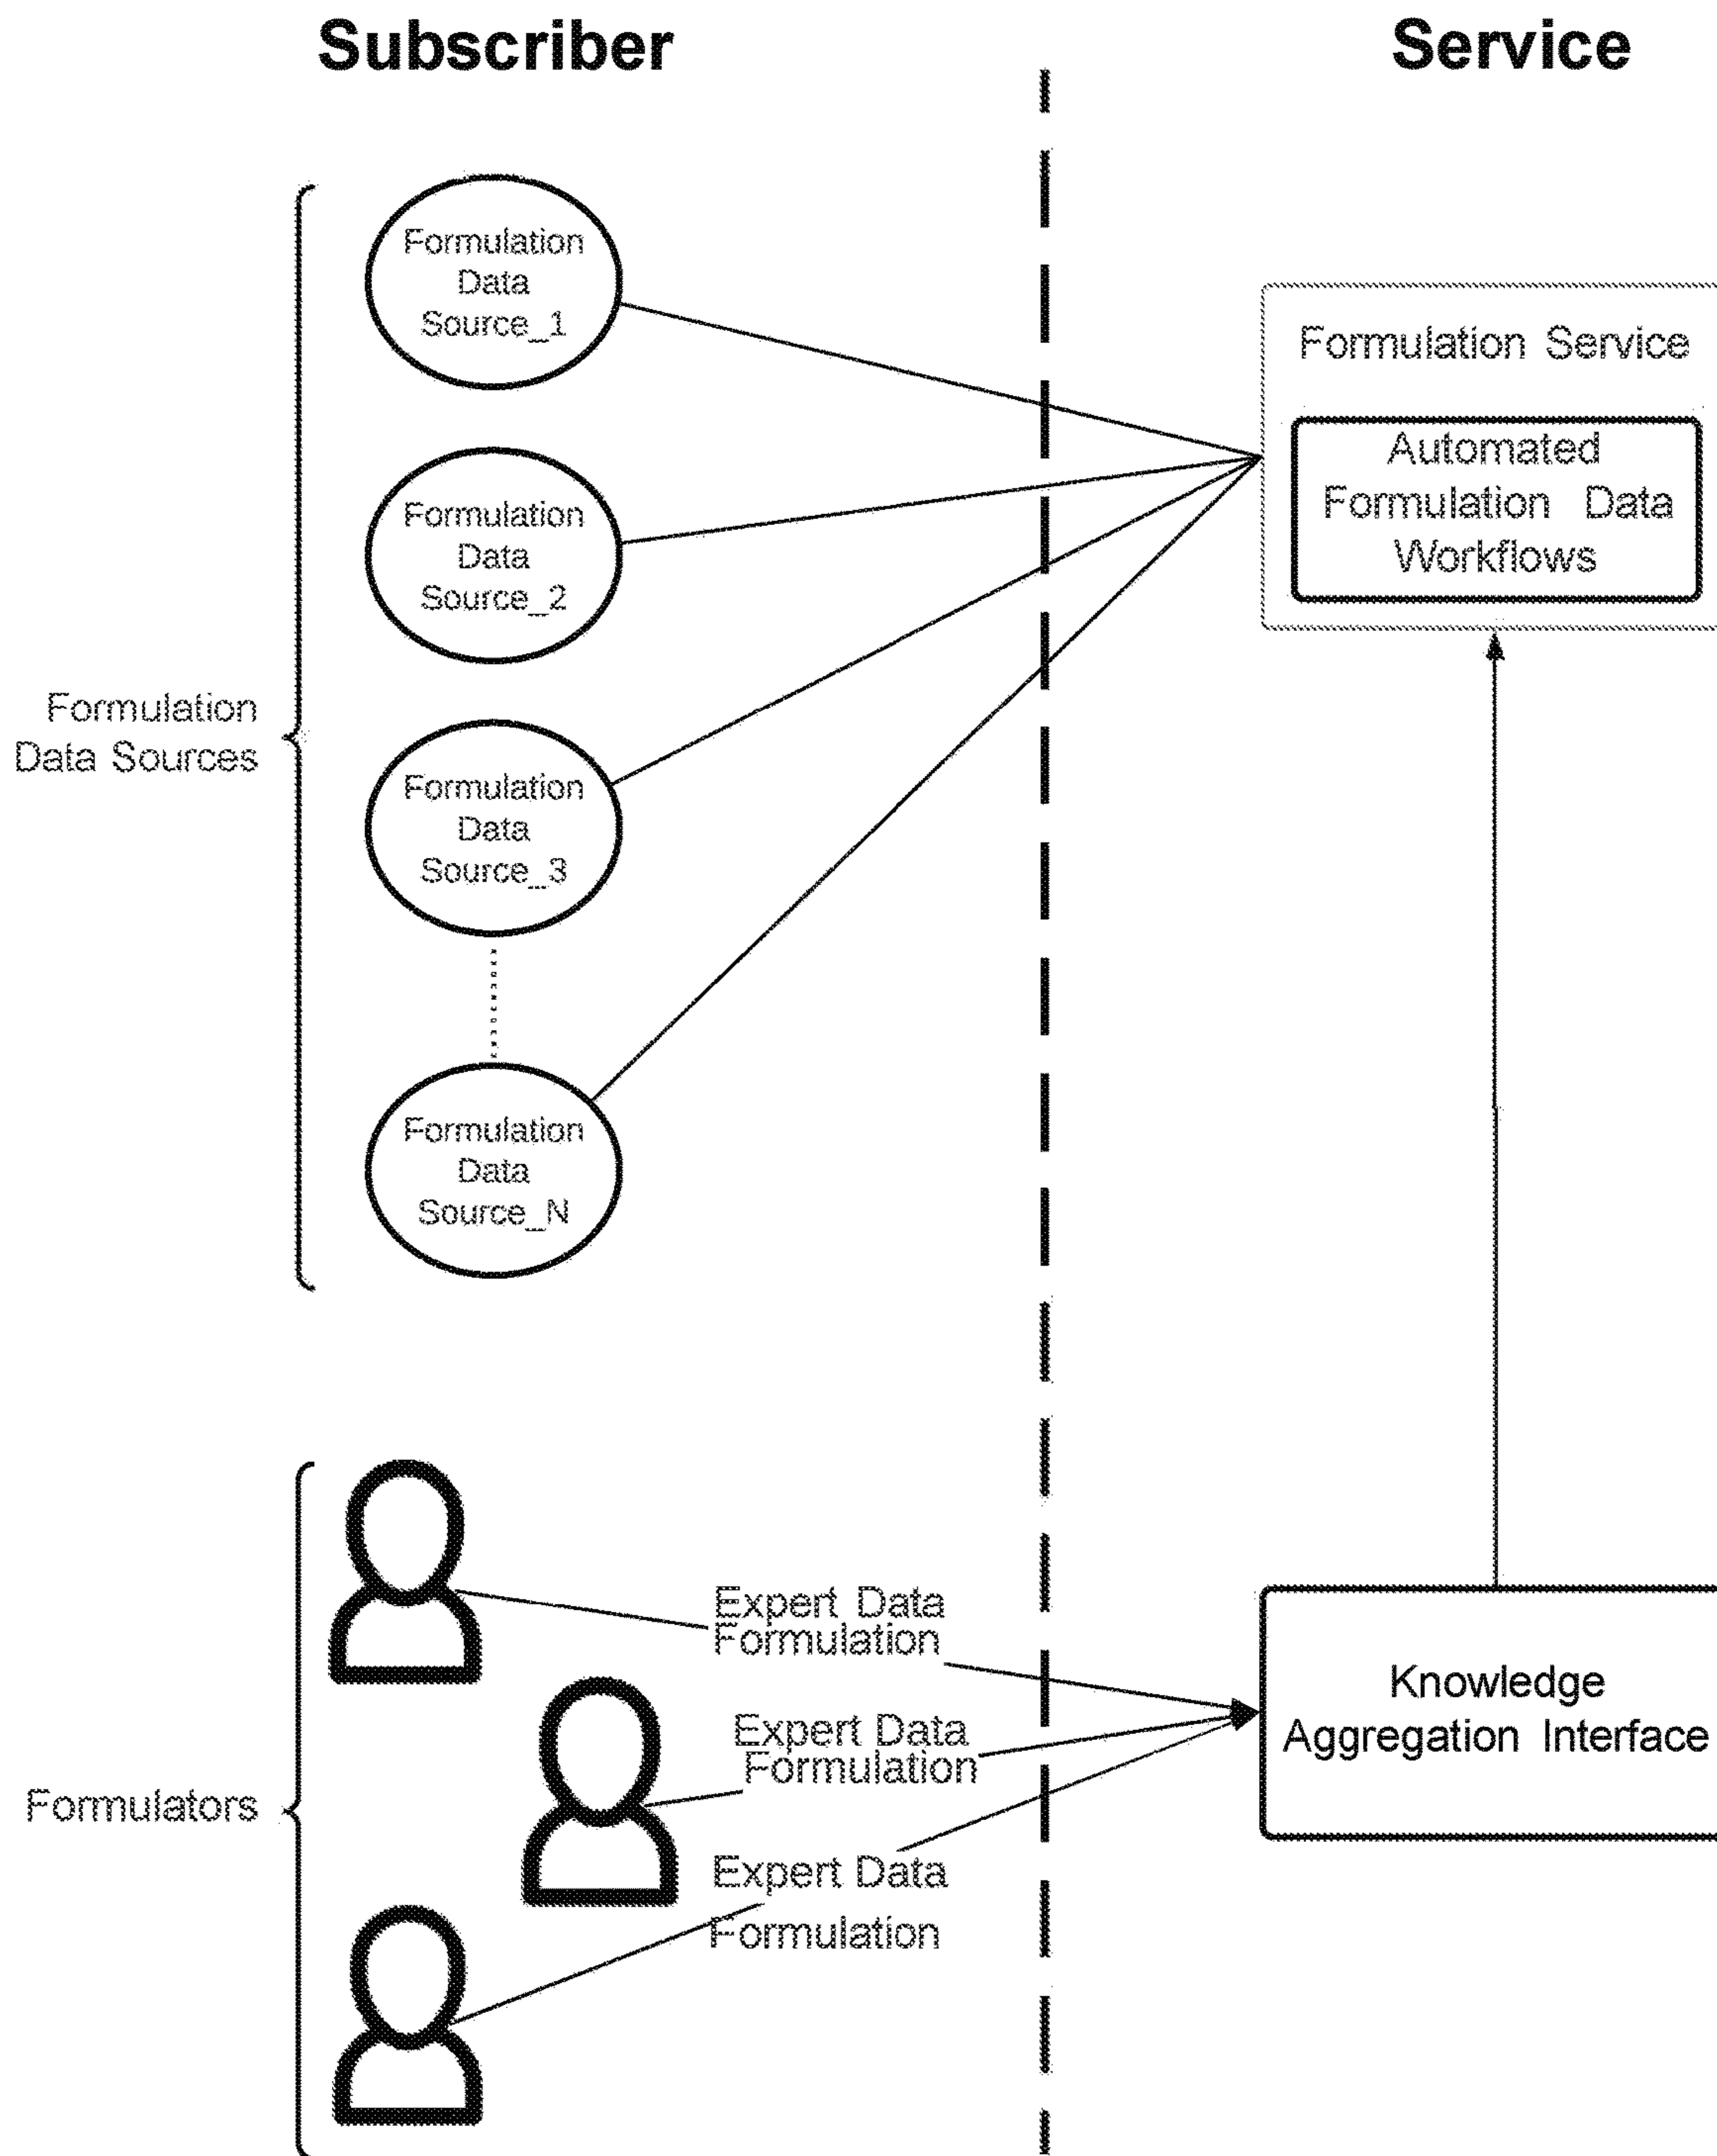 Subscriber
Service
Formulation
Data
Source_1
Formulation Service
Automated
Formulation Data
Workflows
Formulation
Data
Source_2
Formulation
Data Sources
Formulation
Data
Source_3
Formulation
Data
Source_N
Expert Data
Formulation
Knowledge
Aggregation Interface
Expert Data
Formulation
Formulators
Expert Data
Formulation